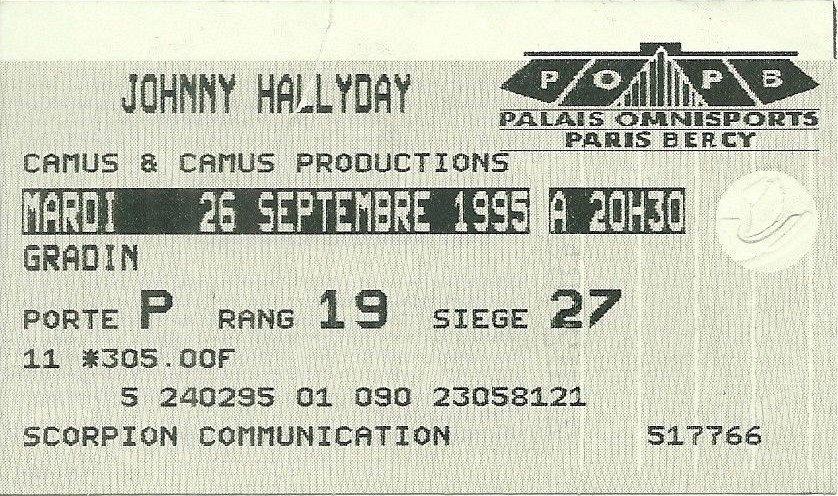 JOHNNY HALLYDAY
POPB
PALAIS OMNISPORTS
PARIS BERCY
CAMUS & CAMUS PRODUCTIONS
MARDI 26 SEPTEMBRE 1995 A 20H30
GRADIN
PORTE P RANG 19 SIEGE 27
11 *305.00F
5 240295 01 090 23058121
SCORPION COMMUNICATION 517766